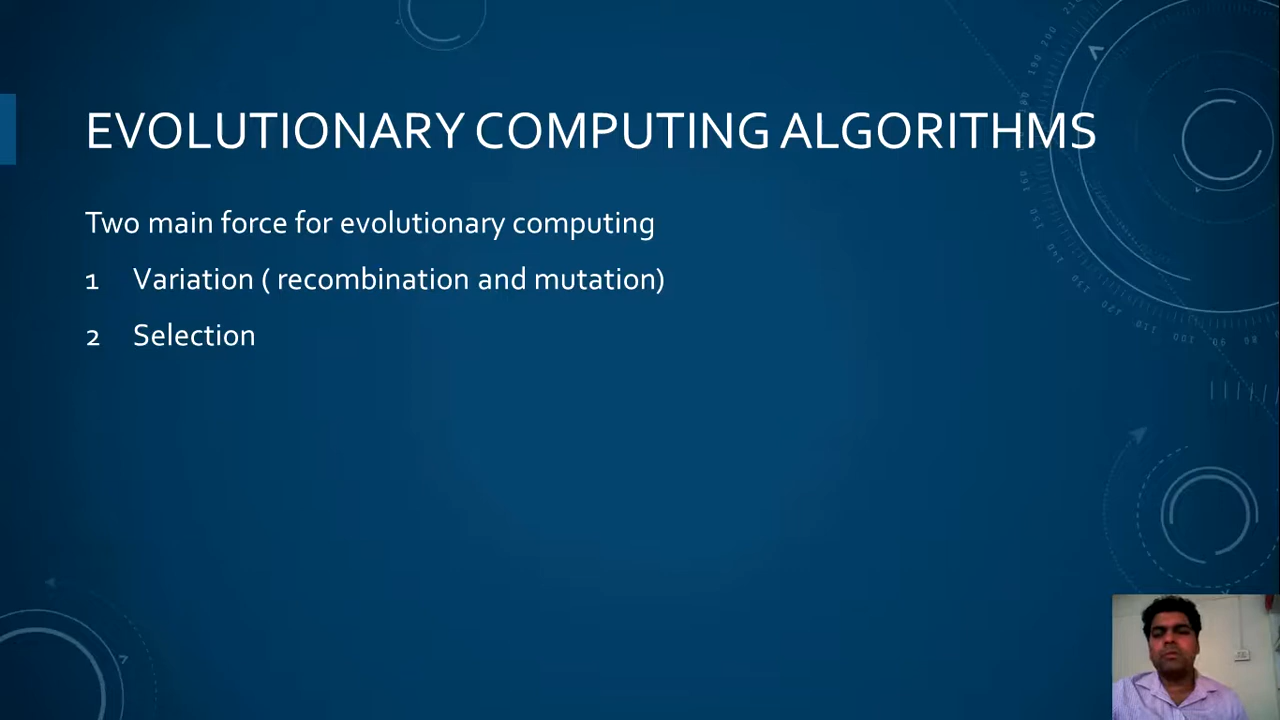 EVOLUTIONARY COMPUTING ALGORITHMS
Two main force for evolutionary computing
1 Variation ( recombination and mutation)
2 Selection